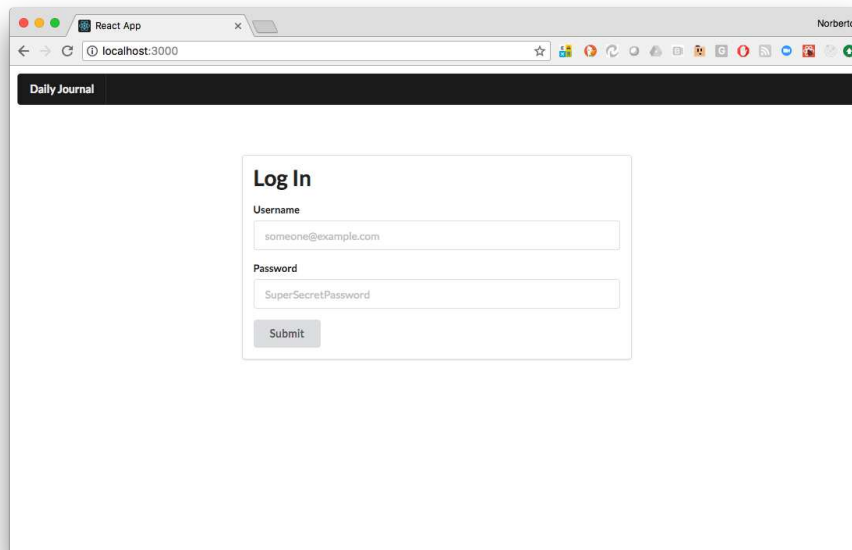 React App
Norberto
localhost:3000
Daily Journal
Log In
Username
someone@example.com
Password
SuperSecretPassword
Submit